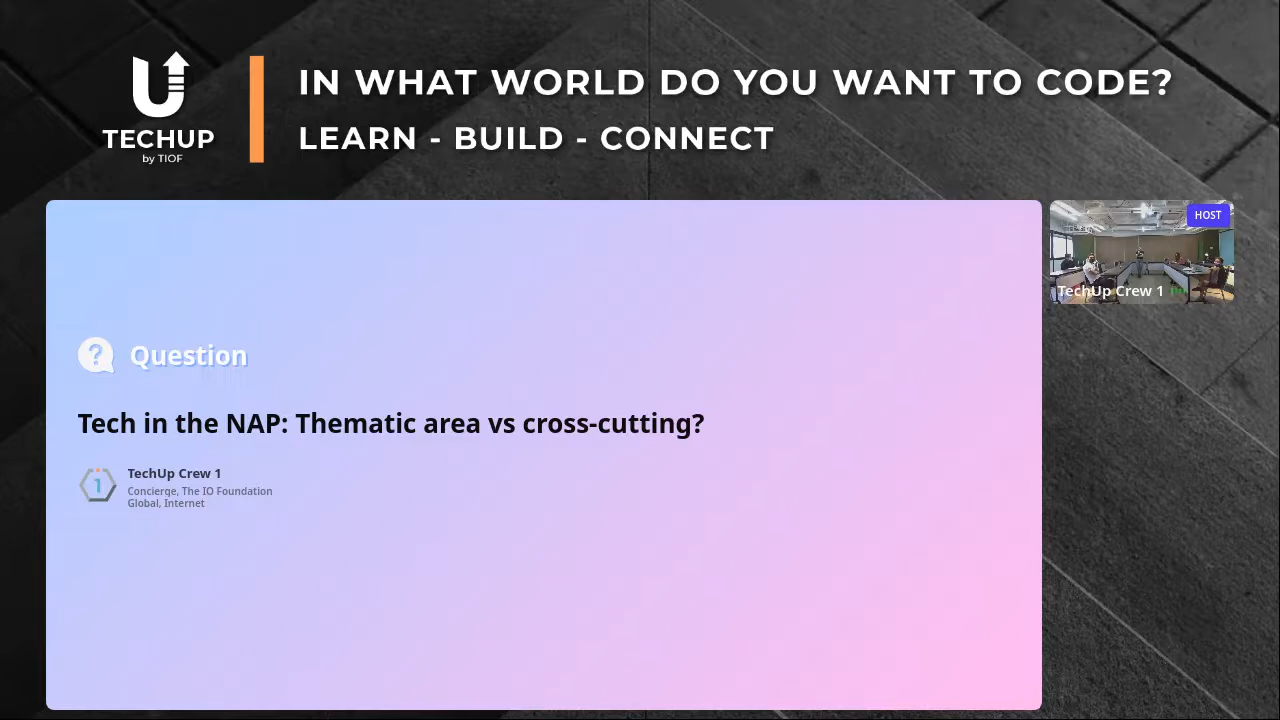 TECHUP
by TIOF
IN WHAT WORLD DO YOU WANT TO CODE?
LEARN - BUILD - CONNECT
HOST
TechUp Crew 1
Question
Tech in the NAP: Thematic area vs cross-cutting?
TechUp Crew 1
Concierge, The IO Foundation
Global, Internet